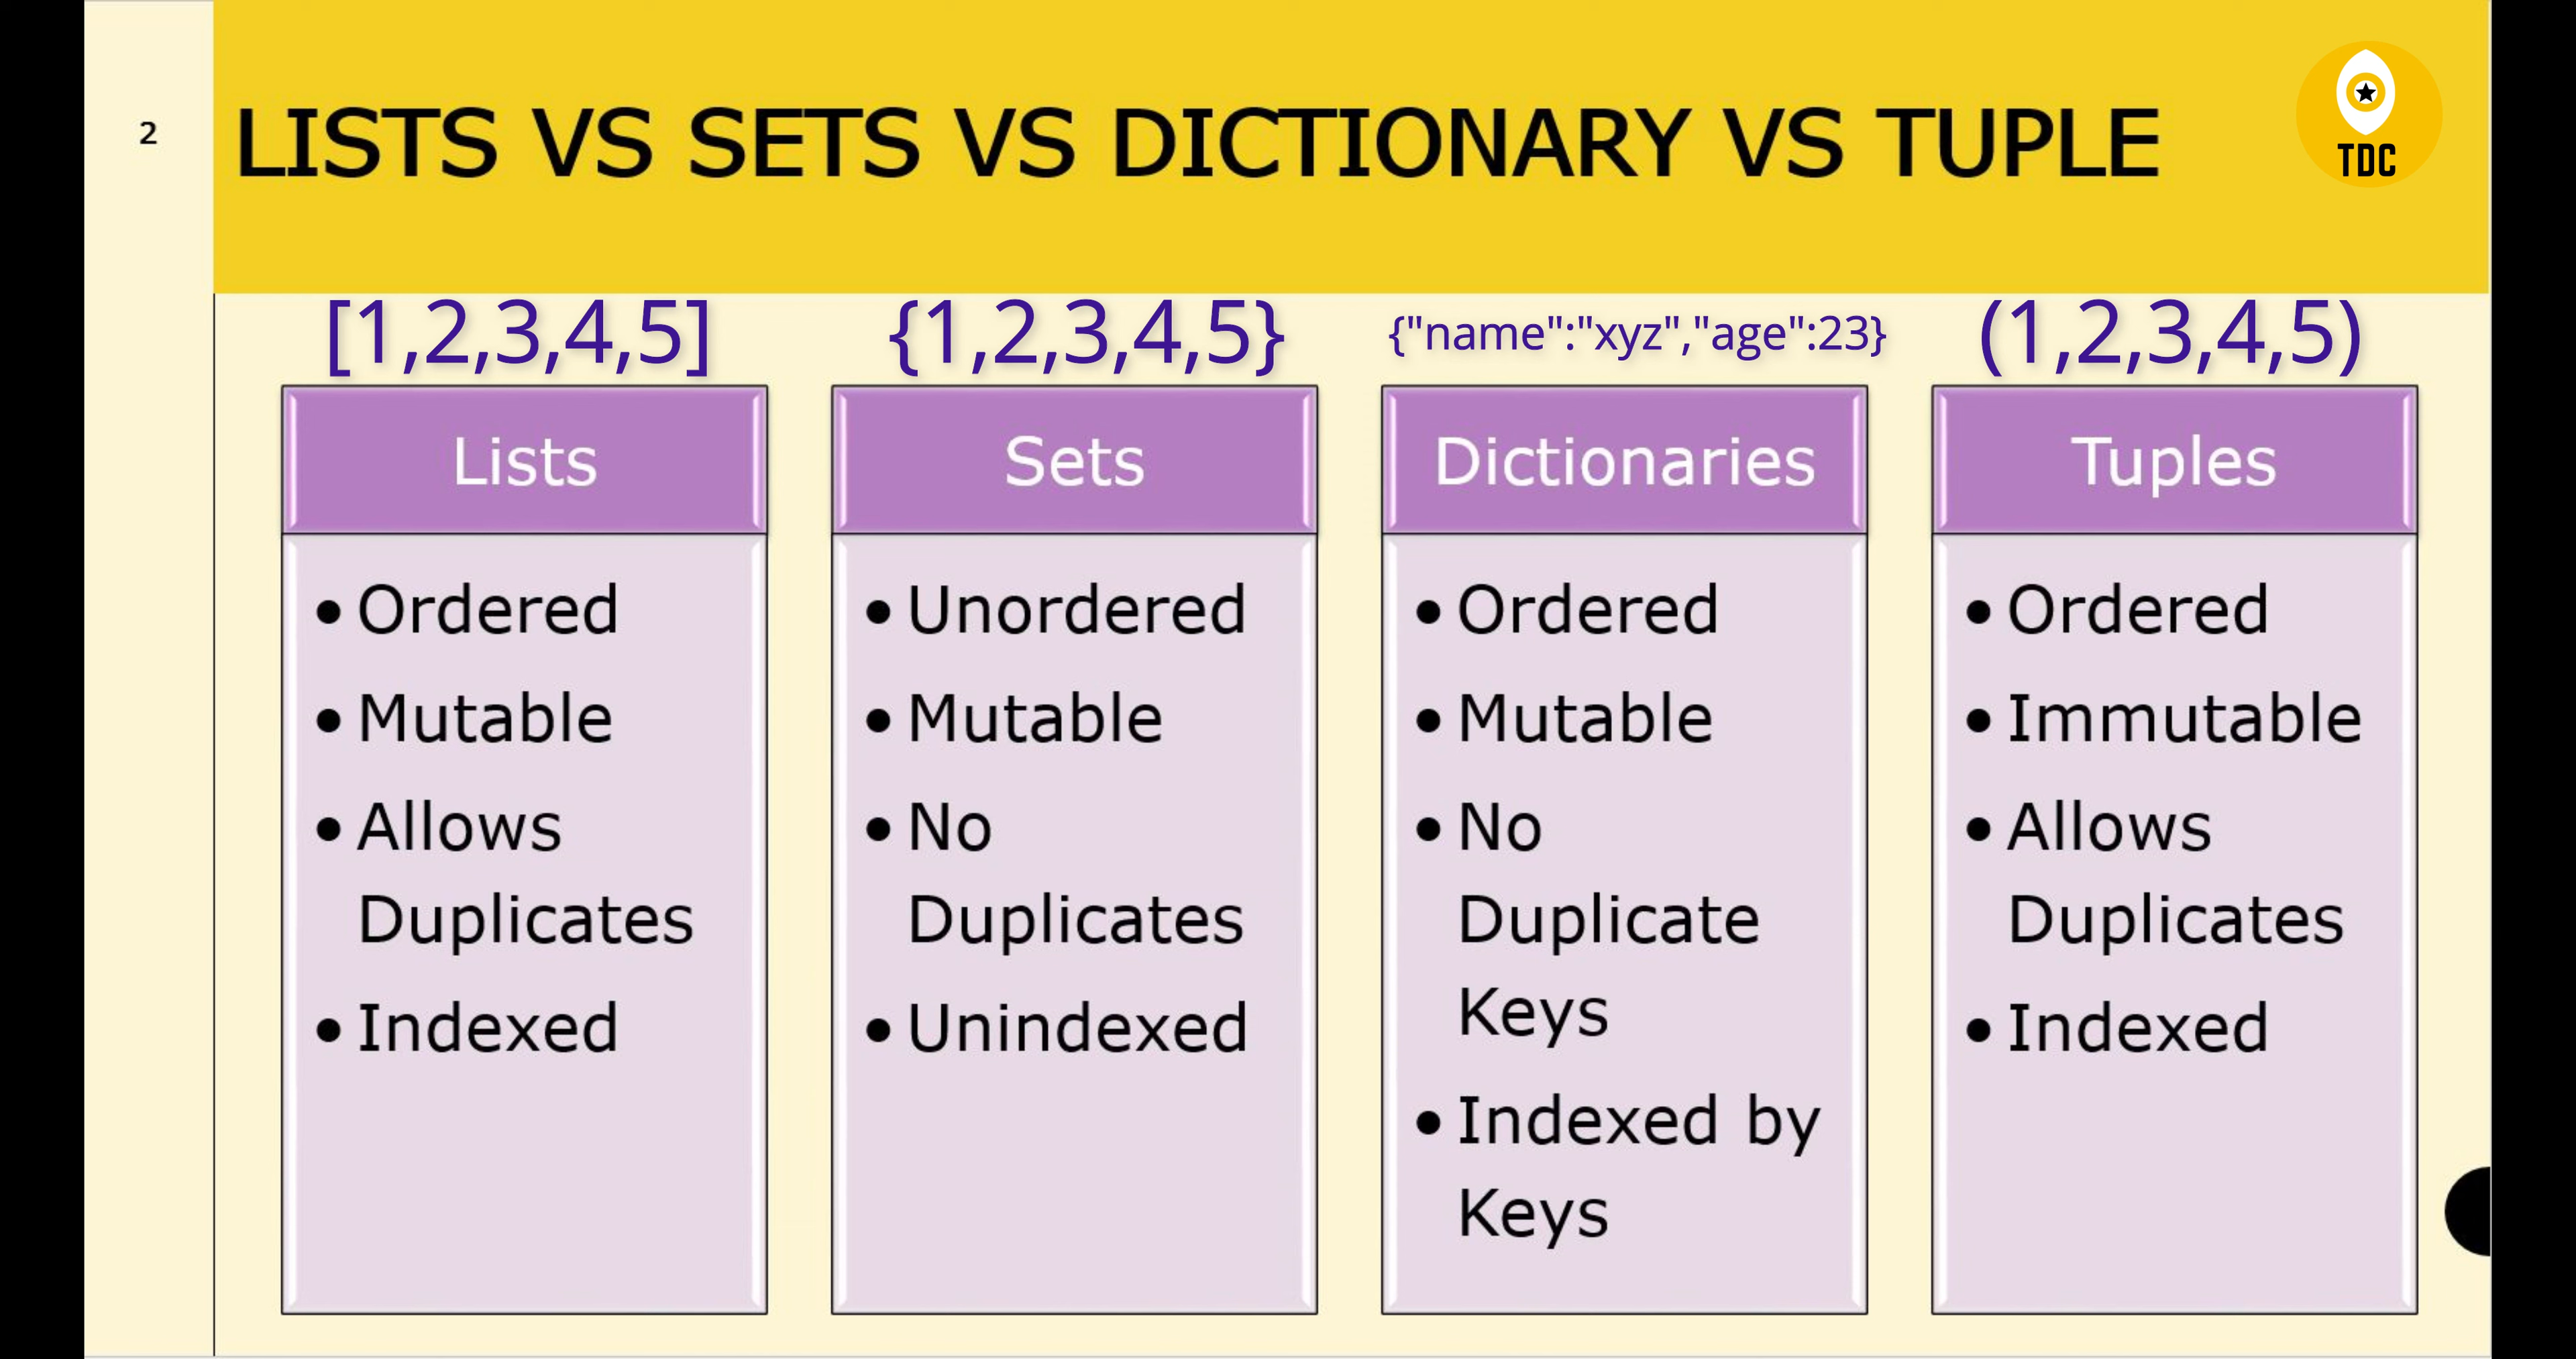 2
LISTS VS SETS VS DICTIONARY VS TUPLE
TDC
[1,2,3,4,5]
{1,2,3,4,5}
{"name":"xyz","age":23}
(1,2,3,4,5)
Lists
• Ordered
• Mutable
• Allows
Duplicates
• Indexed
Sets
• Unordered
• Mutable
• No
Duplicates
• Unindexed
Dictionaries
• Ordered
• Mutable
• No
Duplicate
Keys
• Indexed by
Keys
Tuples
• Ordered
• Immutable
• Allows
Duplicates
• Indexed